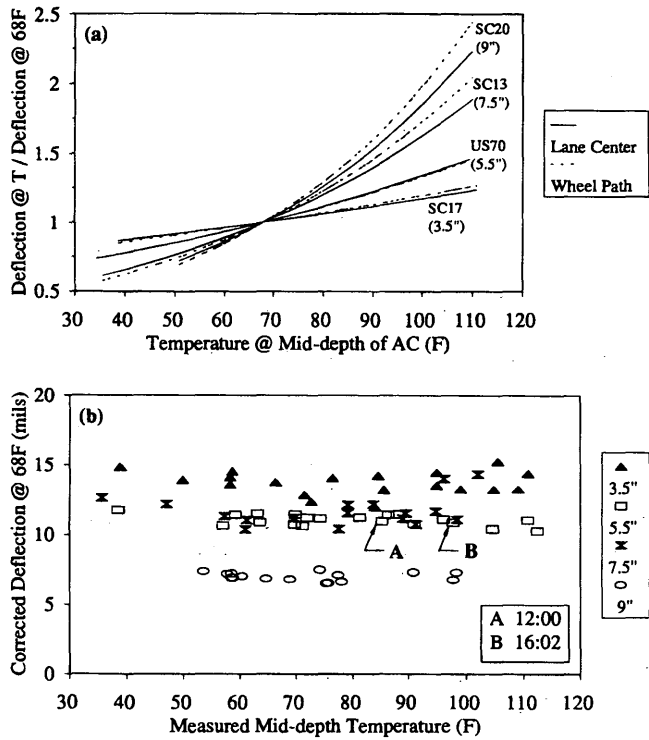 (a)
2.5
2
1.5
1
0.5
Deflection @ T / Deflection @ 68F
SC20
(9")
SC13
(7.5")
US70
(5.5")
SC17
(3.5")
Lane Center
Wheel Path
30 40 50 60 70 80 90 100 110 120
Temperature @ Mid-depth of AC (F)
(b)
20
15
10
5
0
Corrected Deflection @ 68F (mils)
A
B
A 12:00
B 16:02
3.5"
5.5"
7.5"
9"
30 40 50 60 70 80 90 100 110 120
Measured Mid-depth Temperature (F)